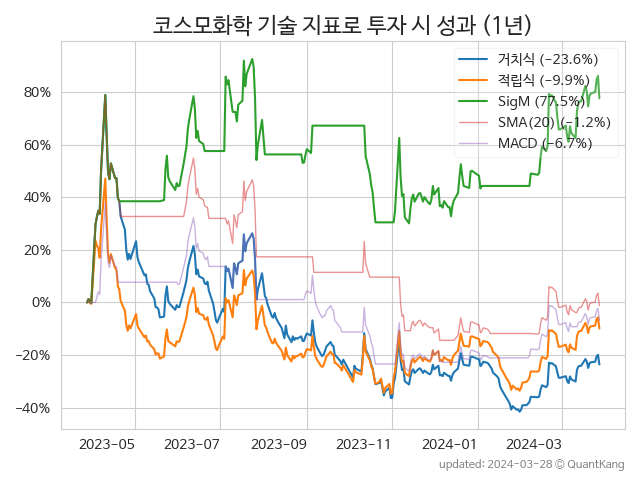 코스모화학 기술 지표로 투자 시 성과 (1년)
거치식 (−23.6%)
적립식 (−9.9%)
SigM (77.5%)
SMA(20) (−1.2%)
MACD (−6.7%)
80%
60%
40%
20%
0%
−20%
−40%
2023−05 2023−07 2023−09 2023−11 2024−01 2024−03
updated: 2024−03−28 © QuantKang